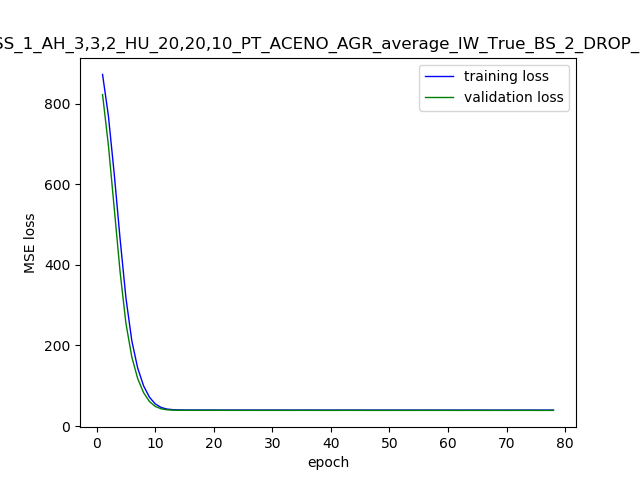 SS_1_AH_3,3,2_HU_20,20,10_PT_ACENO_AGR_average_IW_True_BS_2_DROP_
training loss
validation loss
800
600
400
200
0
MSE loss
0 10 20 30 40 50 60 70 80
epoch